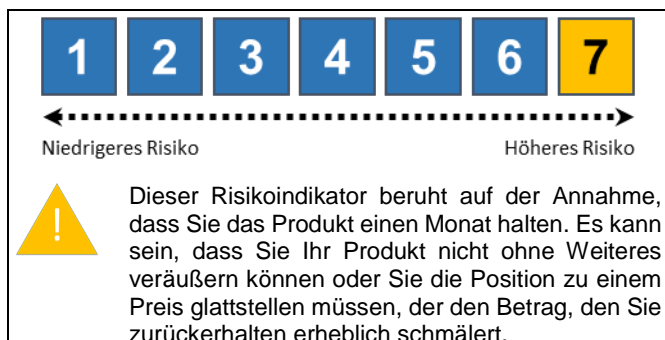 1 2 3 4 5 6 7
Niedrigeres Risiko Höheres Risiko
!
Dieser Risikoindikator beruht auf der Annahme,
dass Sie das Produkt einen Monat halten. Es kann
sein, dass Sie Ihr Produkt nicht ohne Weiteres
veräußern können oder Sie die Position zu einem
Preis glattstellen müssen, der den Betrag, den Sie
zurückerhalten erheblich schmälert.